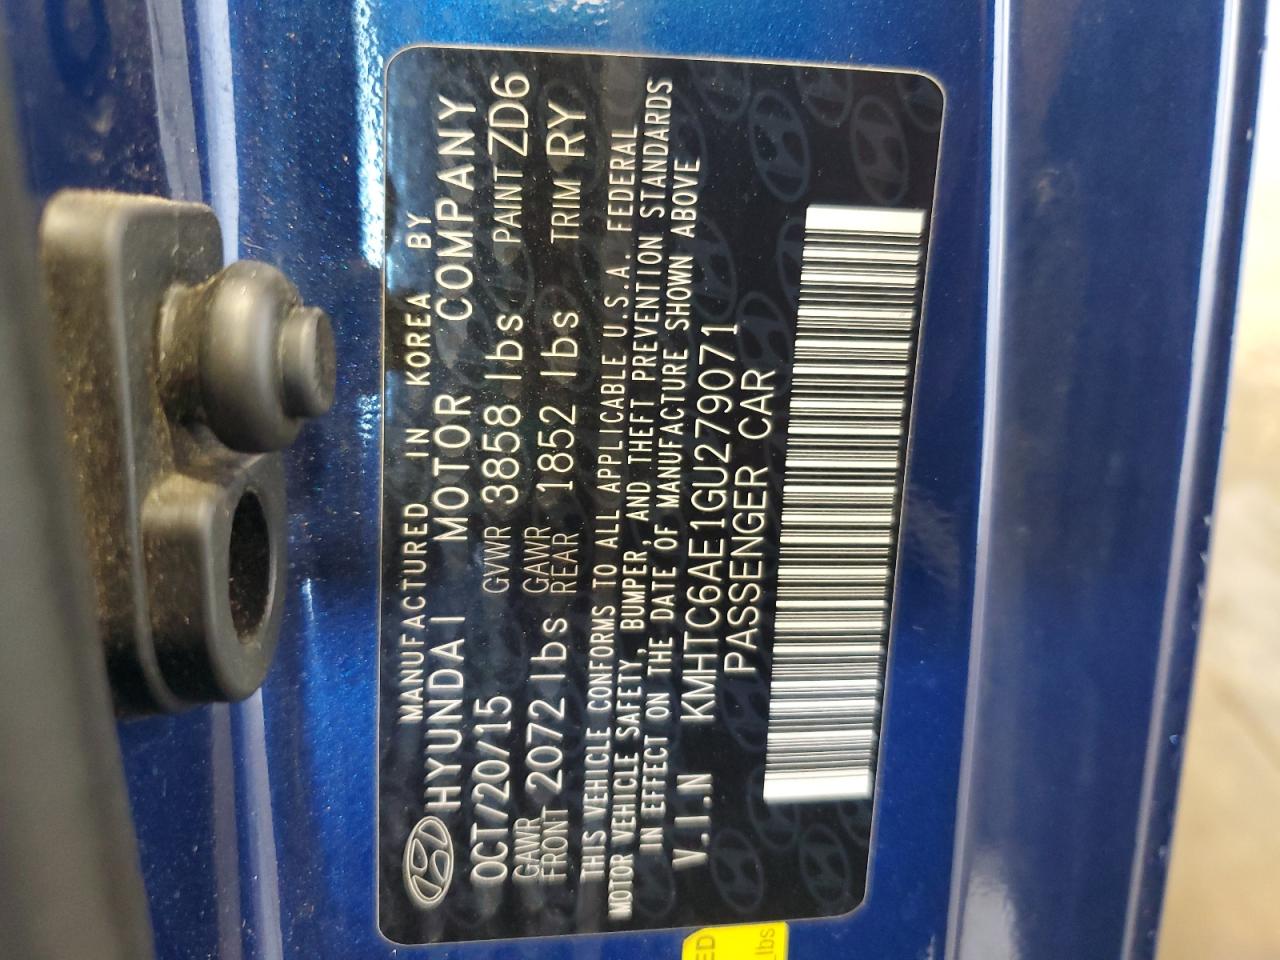 MANUFACTURED IN KOREA BY
HYUNDAI MOTOR COMPANY
OCT/20/15 GVWR 3858 lbs PAINT ZD6
GAWR FRONT 2072 lbs GAWR REAR 1852 lbs TRIM RY
THIS VEHICLE CONFORMS TO ALL APPLICABLE U.S.A. FEDERAL
MOTOR VEHICLE SAFETY, BUMPER, AND THEFT PREVENTION STANDARDS
IN EFFECT ON THE DATE OF MANUFACTURE SHOWN ABOVE
V.I.N KMHTC6AE1GU279071
PASSENGER CAR
ED
lbs